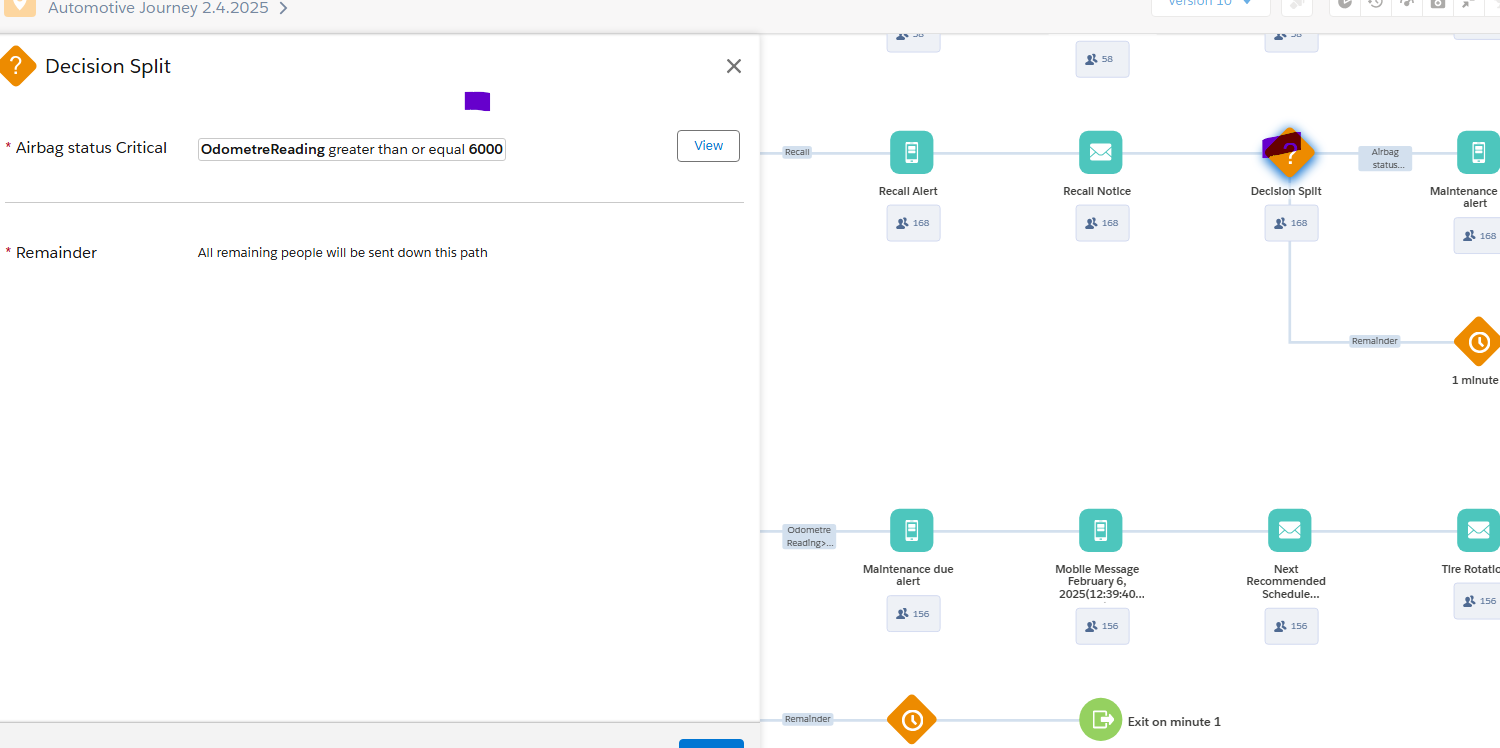 Automotive Journey 2.4.2025
Version 10
? Decision Split
* Airbag status Critical
OdometreReading greater than or equal 6000
View
* Remainder
All remaining people will be sent down this path
58
58
58
Recall
Recall Alert
168
Recall Notice
168
?
Decision Split
168
Airbag
status...
Maintenance
alert
168
Remainder
1 minute
Odometre
Reading>...
Maintenance due
alert
156
Mobile Message
February 6,
2025(12:39:40...
156
Next
Recommended
Schedule...
156
Tire Rotatic
156
Remainder
Exit on minute 1